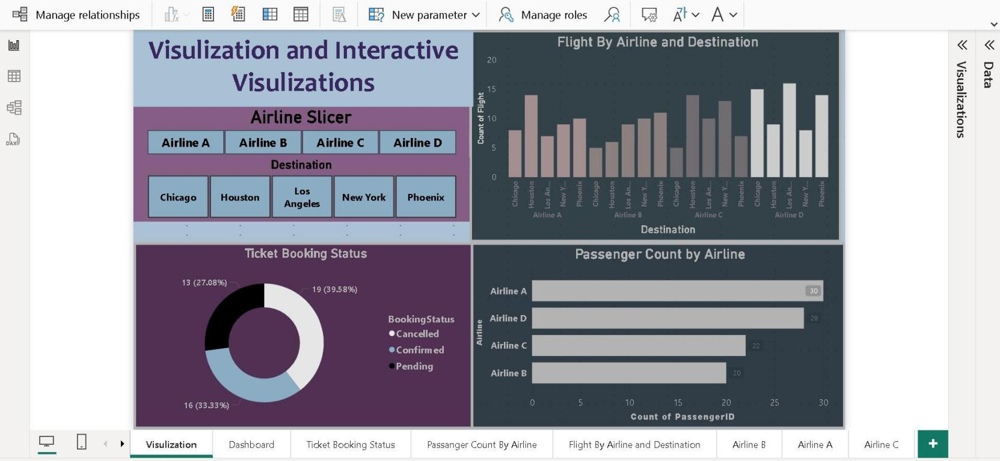 Manage relationships
New parameter
Manage roles
DAX
Visualizations
Data
Visulization and Interactive
Visulizations
Airline Slicer
Airline A
Airline B
Airline C
Airline D
Destination
Chicago
Houston
Los
Angeles
New York
Phoenix
Flight By Airline and Destination
Count of Flight
20
15
10
5
0
Chicago
Houston
Los An...
New Y...
Phoenix
Chicago
Houston
Los An...
New Y...
Phoenix
Chicago
Houston
Los An...
New Y...
Phoenix
Chicago
Houston
Los An...
New Y...
Phoenix
Airline A
Airline B
Airline C
Airline D
Destination
Ticket Booking Status
13 (27.08%)
19 (39.58%)
16 (33.33%)
BookingStatus
Cancelled
Confirmed
Pending
Passenger Count by Airline
Airline
Airline A
30
Airline D
28
Airline C
22
Airline B
20
0
5
10
15
20
25
30
Count of PassengerID
Visulization
Dashboard
Ticket Booking Status
Passanger Count By Airline
Flight By Airline and Destination
Airline B
Airline A
Airline C